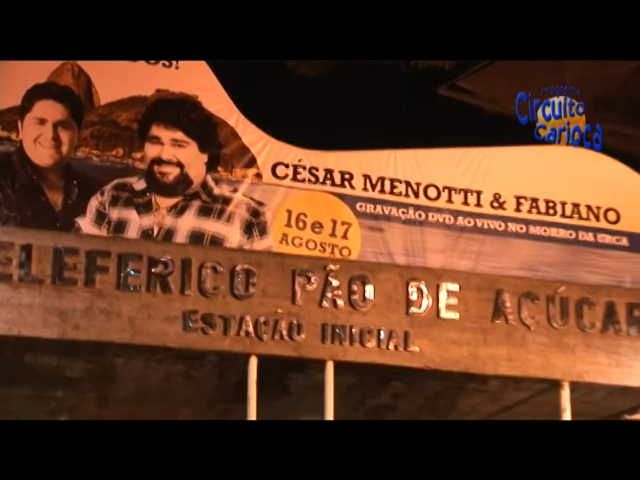 programa
Circuito
Carioca
CÉSAR MENOTTI & FABIANO
GRAVAÇÃO DVD AO VIVO NO MORRO DA URCA
16 e 17
AGOSTO
ELEFERICO PÃO DE AÇÚCAR
ESTAÇÃO INICIAL